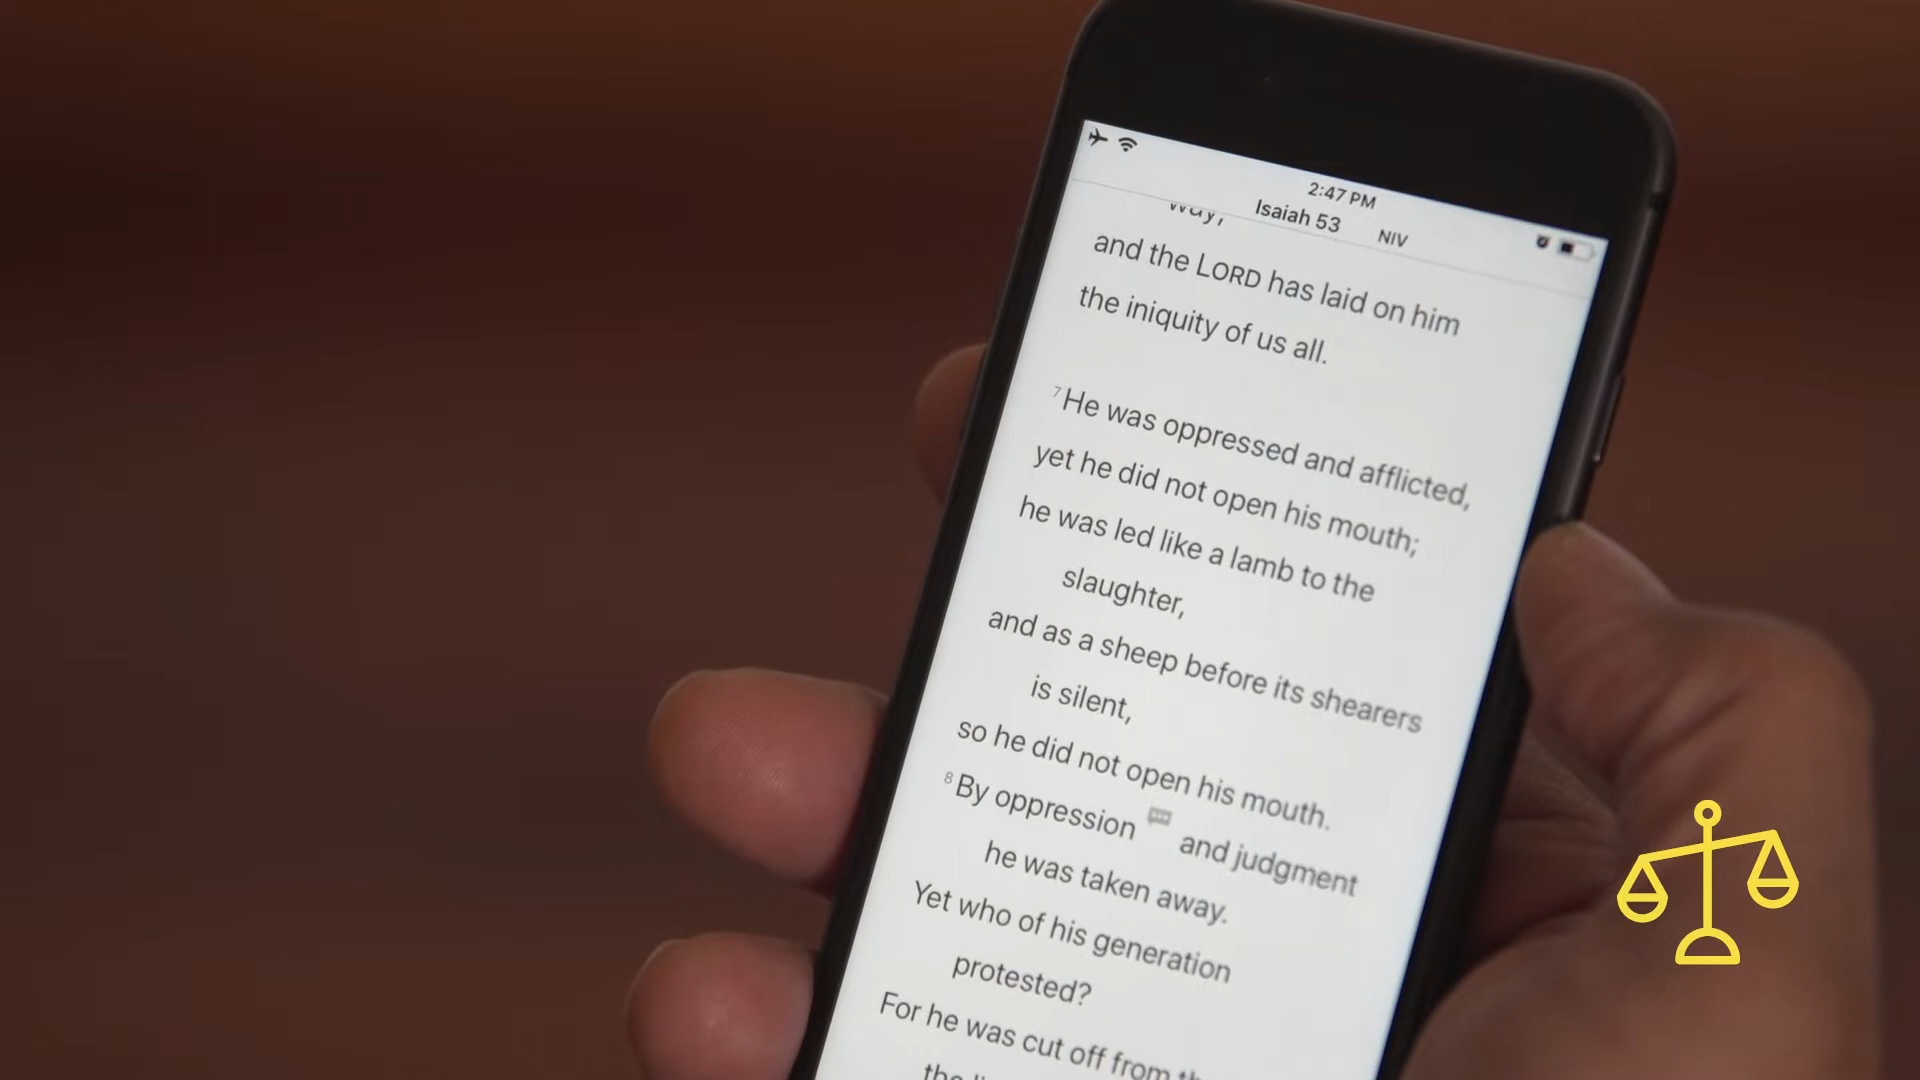 2:47 PM
Isaiah 53 NIV
way,
and the LORD has laid on him
the iniquity of us all.
7 He was oppressed and afflicted,
yet he did not open his mouth;
he was led like a lamb to the
slaughter,
and as a sheep before its shearers
is silent,
so he did not open his mouth.
8 By oppression and judgment
he was taken away.
Yet who of his generation
protested?
For he was cut off from